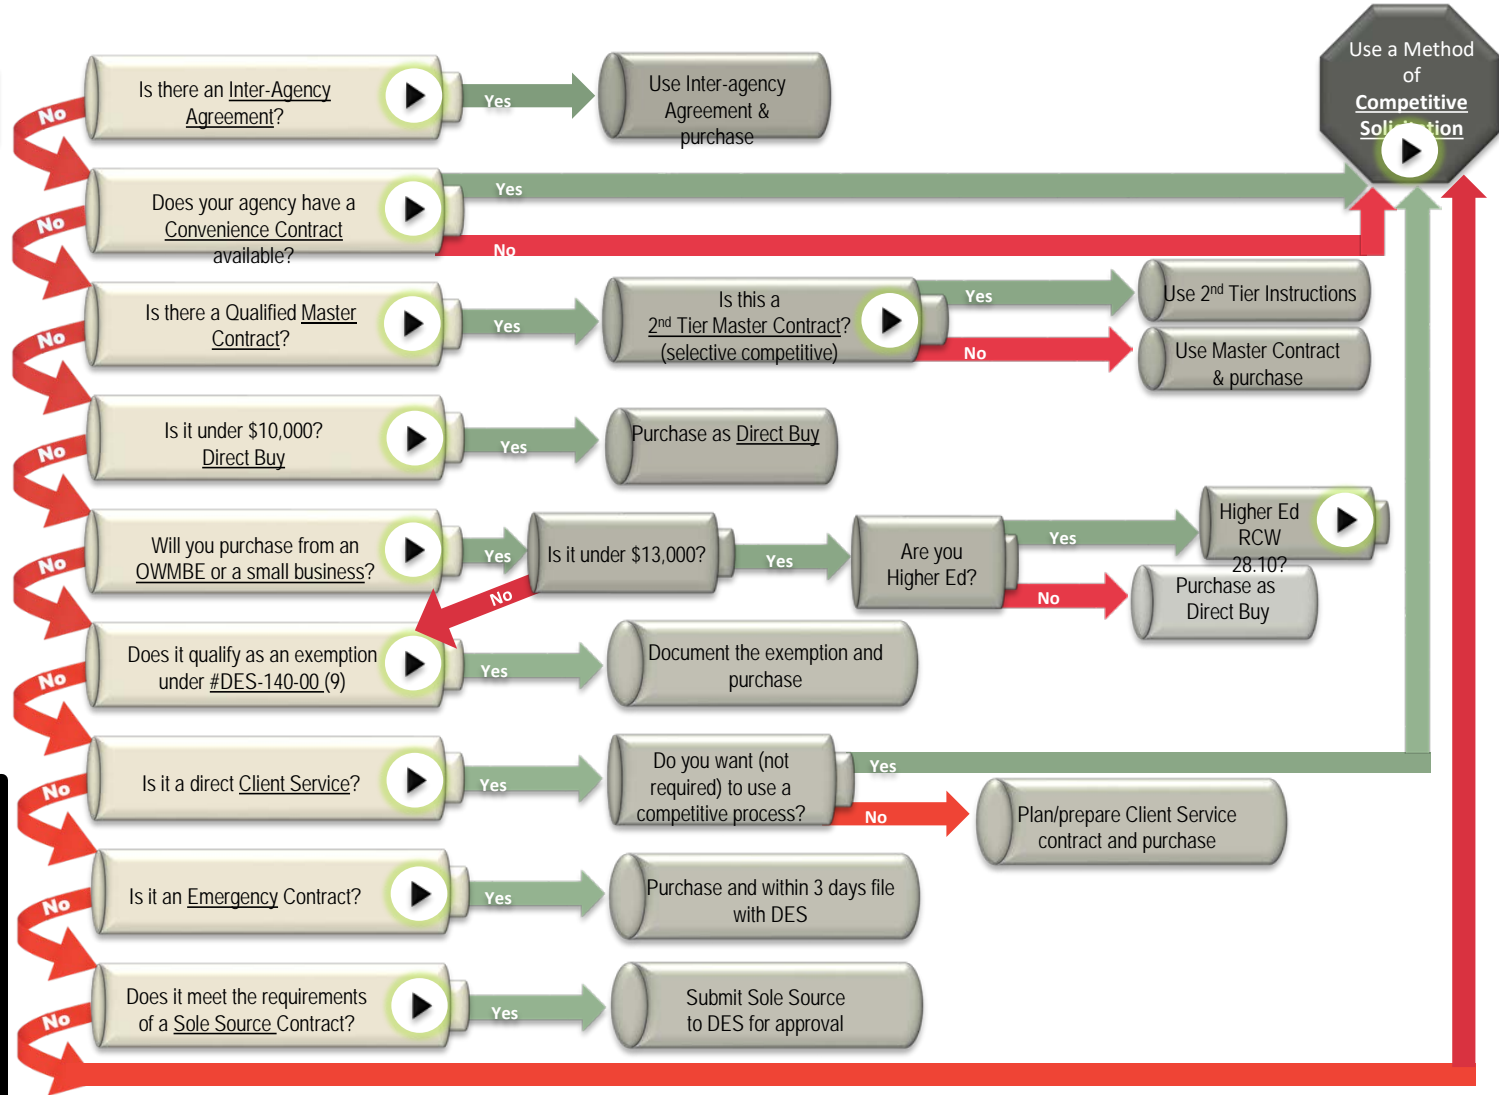 Is there an Inter-Agency
Agreement?
Yes
Use Inter-agency
Agreement &
purchase
Use a Method
of
Competitive
Solicitation
No
Does your agency have a
Convenience Contract
available?
Yes
No
No
Is there a Qualified Master
Contract?
Yes
Is this a
2nd Tier Master Contract?
(selective competitive)
Yes
Use 2nd Tier Instructions
No
Use Master Contract
& purchase
No
Is it under $10,000?
Direct Buy
Yes
Purchase as Direct Buy
No
Will you purchase from an
OWMBE or a small business?
Yes
Is it under $13,000?
Yes
Are you
Higher Ed?
Yes
Higher Ed
RCW
28.10?
No
Purchase as
Direct Buy
No
No
Does it qualify as an exemption
under #DES-140-00 (9)
Yes
Document the exemption and
purchase
No
Is it a direct Client Service?
Yes
Do you want (not
required) to use a
competitive process?
Yes
No
Plan/prepare Client Service
contract and purchase
No
Is it an Emergency Contract?
Yes
Purchase and within 3 days file
with DES
No
Does it meet the requirements
of a Sole Source Contract?
Yes
Submit Sole Source
to DES for approval
No